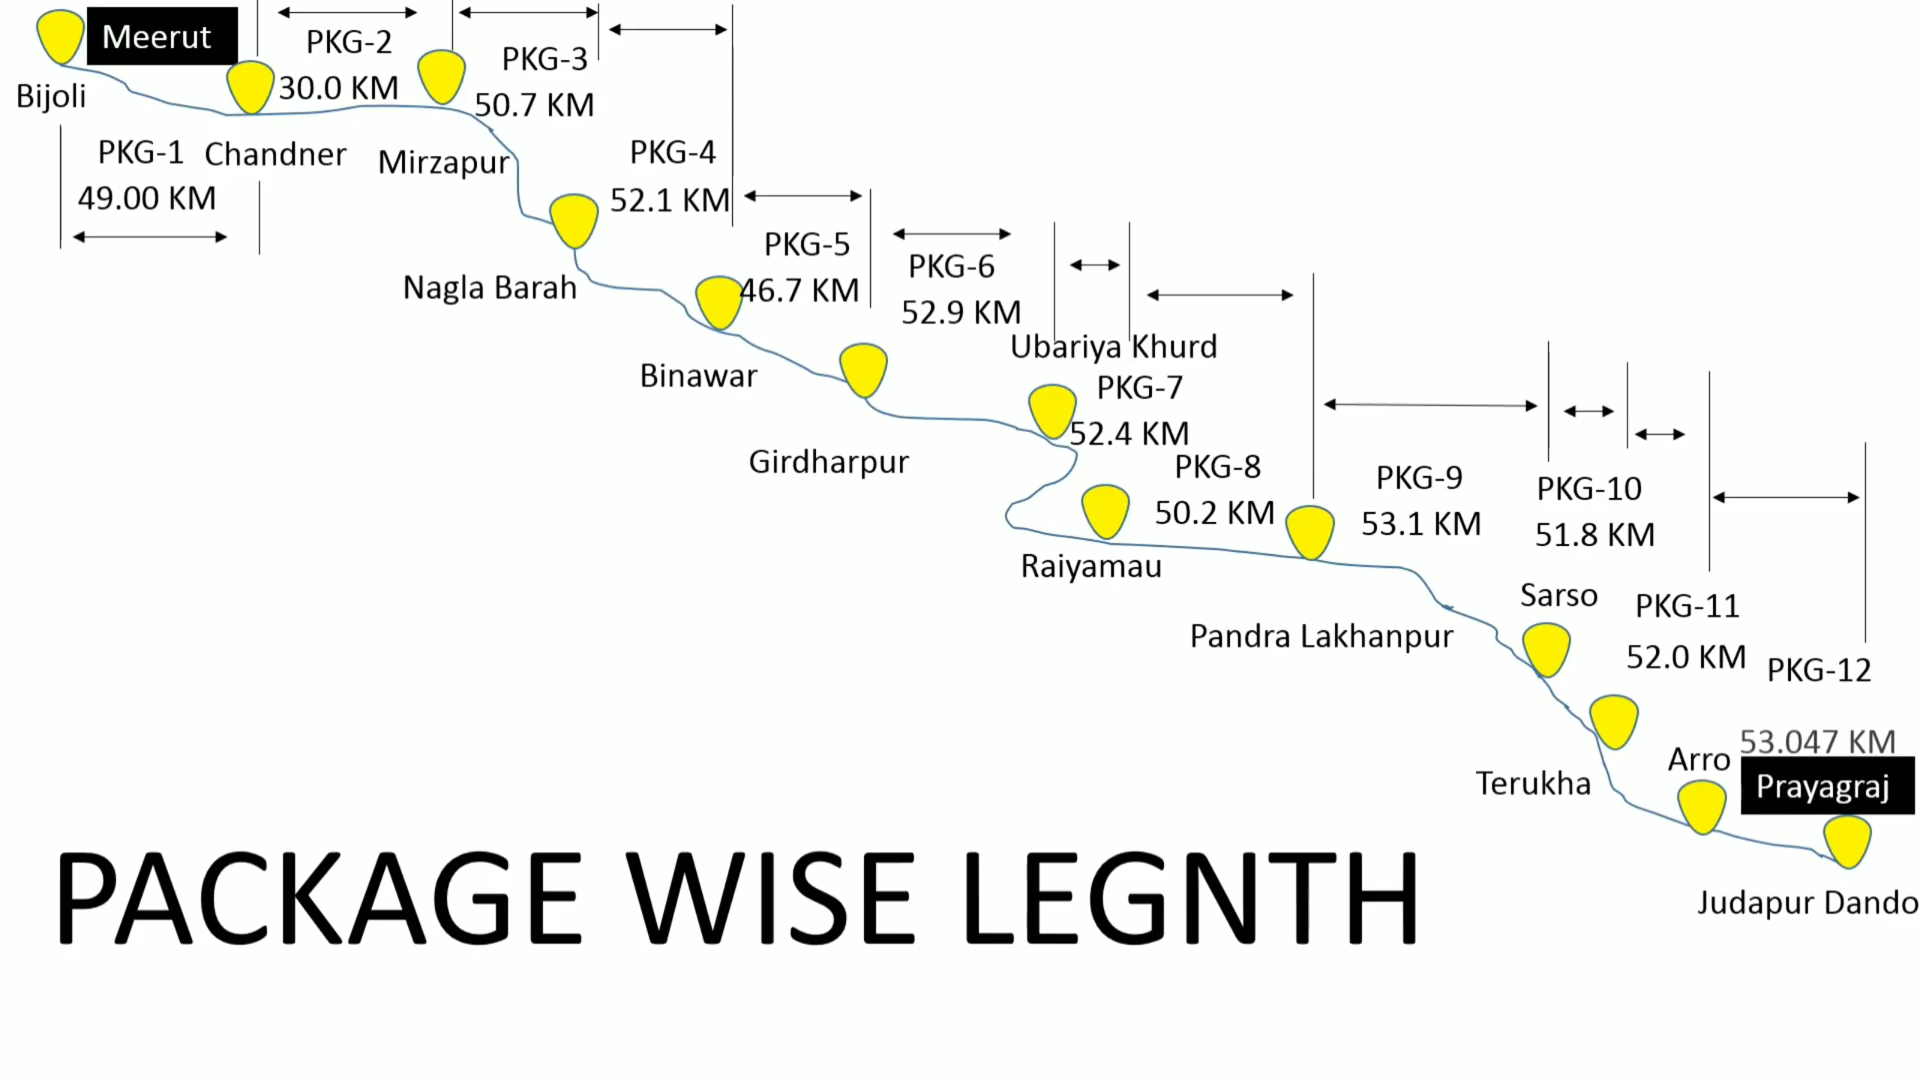 Meerut
Bijoli
PKG-1
49.00 KM
Chandner
PKG-2
30.0 KM
Mirzapur
PKG-3
50.7 KM
Nagla Barah
PKG-4
52.1 KM
Binawar
PKG-5
46.7 KM
Girdharpur
PKG-6
52.9 KM
Ubariya Khurd
PKG-7
52.4 KM
Raiyamau
PKG-8
50.2 KM
Pandra Lakhanpur
PKG-9
53.1 KM
Sarso
PKG-10
51.8 KM
Terukha
PKG-11
52.0 KM
Arro
PKG-12
53.047 KM
Prayagraj
Judapur Dando
PACKAGE WISE LEGNTH